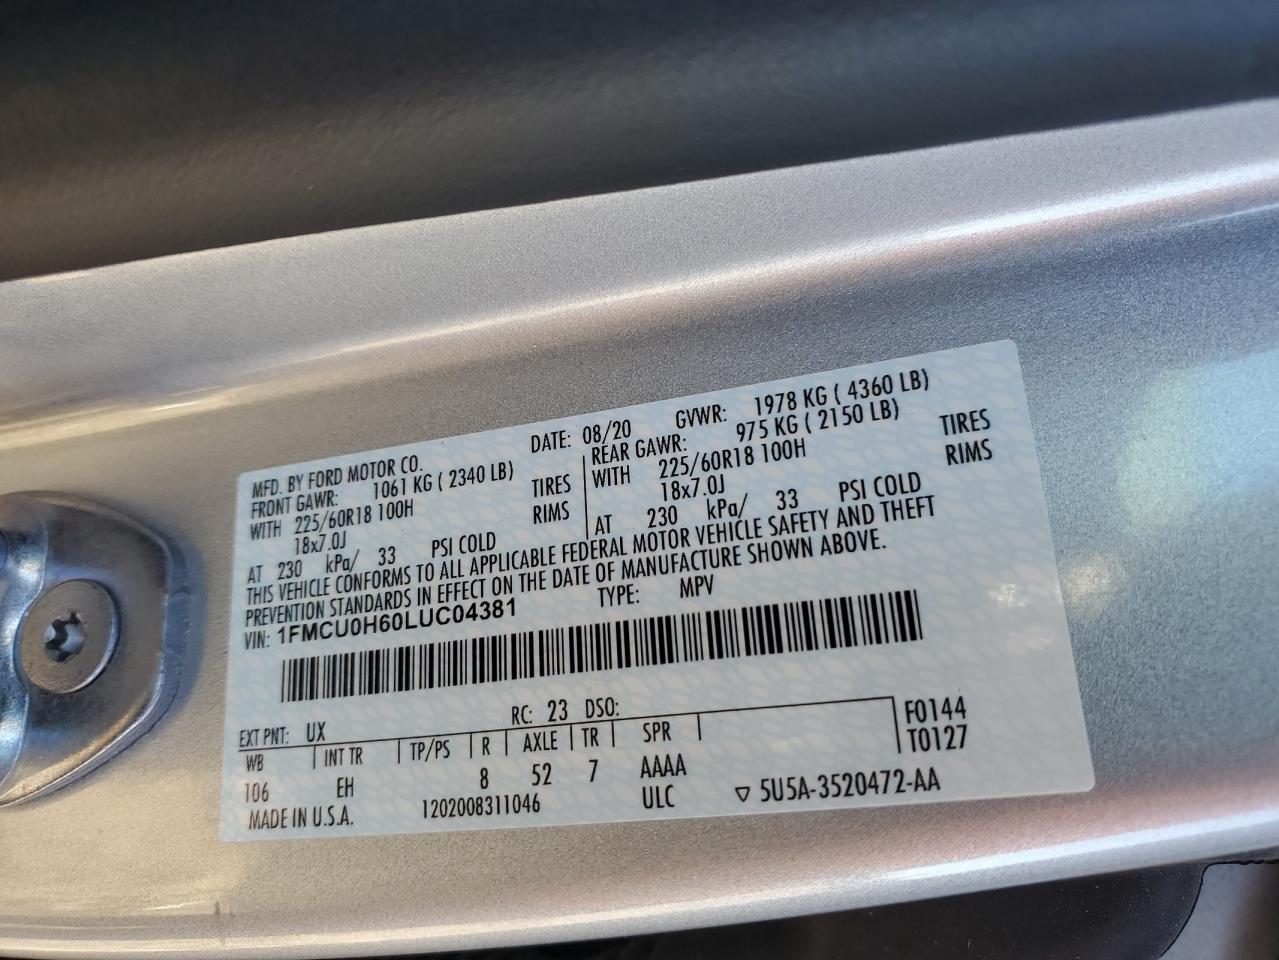 MFD. BY FORD MOTOR CO.
DATE: 08/20 GVWR: 1978 KG ( 4360 LB)
FRONT GAWR: 1061 KG ( 2340 LB)
REAR GAWR: 975 KG ( 2150 LB)
WITH 225/60R18 100H TIRES
WITH 225/60R18 100H TIRES
18x7.0J RIMS
18x7.0J RIMS
AT 230 kPa/ 33 PSI COLD
AT 230 kPa/ 33 PSI COLD
THIS VEHICLE CONFORMS TO ALL APPLICABLE FEDERAL MOTOR VEHICLE SAFETY AND THEFT
PREVENTION STANDARDS IN EFFECT ON THE DATE OF MANUFACTURE SHOWN ABOVE.
VIN: 1FMCU0H60LUC04381 TYPE: MPV
EXT PNT: UX RC: 23 DSO:
WB INT TR TP/PS R AXLE TR SPR F0144
106 EH 8 52 7 AAAA T0127
MADE IN U.S.A. 1202008311046 ULC ▽ 5U5A-3520472-AA